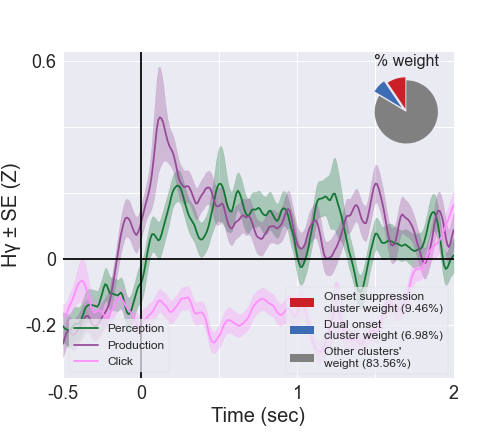 % weight
0.6
0
-0.2
Hγ ± SE (Z)
Perception
Production
Click
Onset suppression
cluster weight (9.46%)
Dual onset
cluster weight (6.98%)
Other clusters'
weight (83.56%)
-0.5 0 1 2
Time (sec)